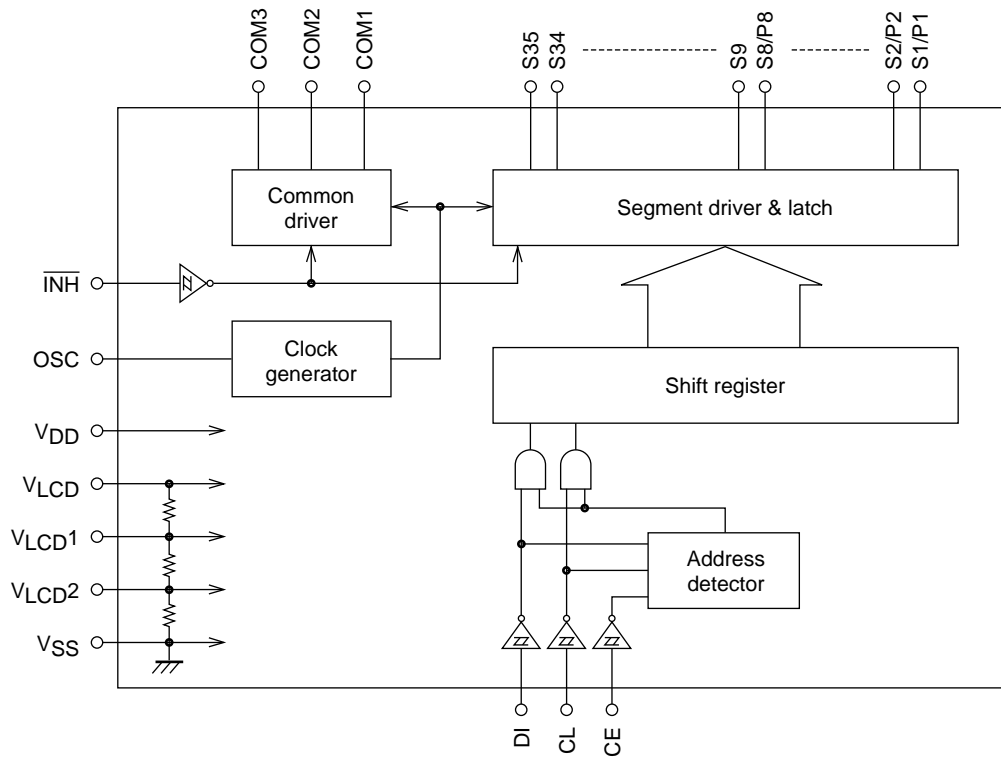 COM3
COM2
COM1
S35
S34
S9
S8/P8
S2/P2
S1/P1
Common
driver
Segment driver & latch
INH
OSC
Clock
generator
Shift register
VDD
VLCD
VLCD1
VLCD2
VSS
Address
detector
DI
CL
CE